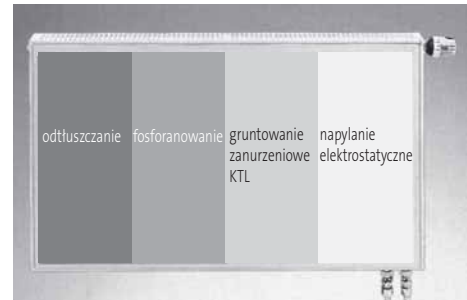 odtłuszczanie
fosforanowanie
gruntowanie
zanurzeniowe
KTL
napylanie
elektrostatyczne